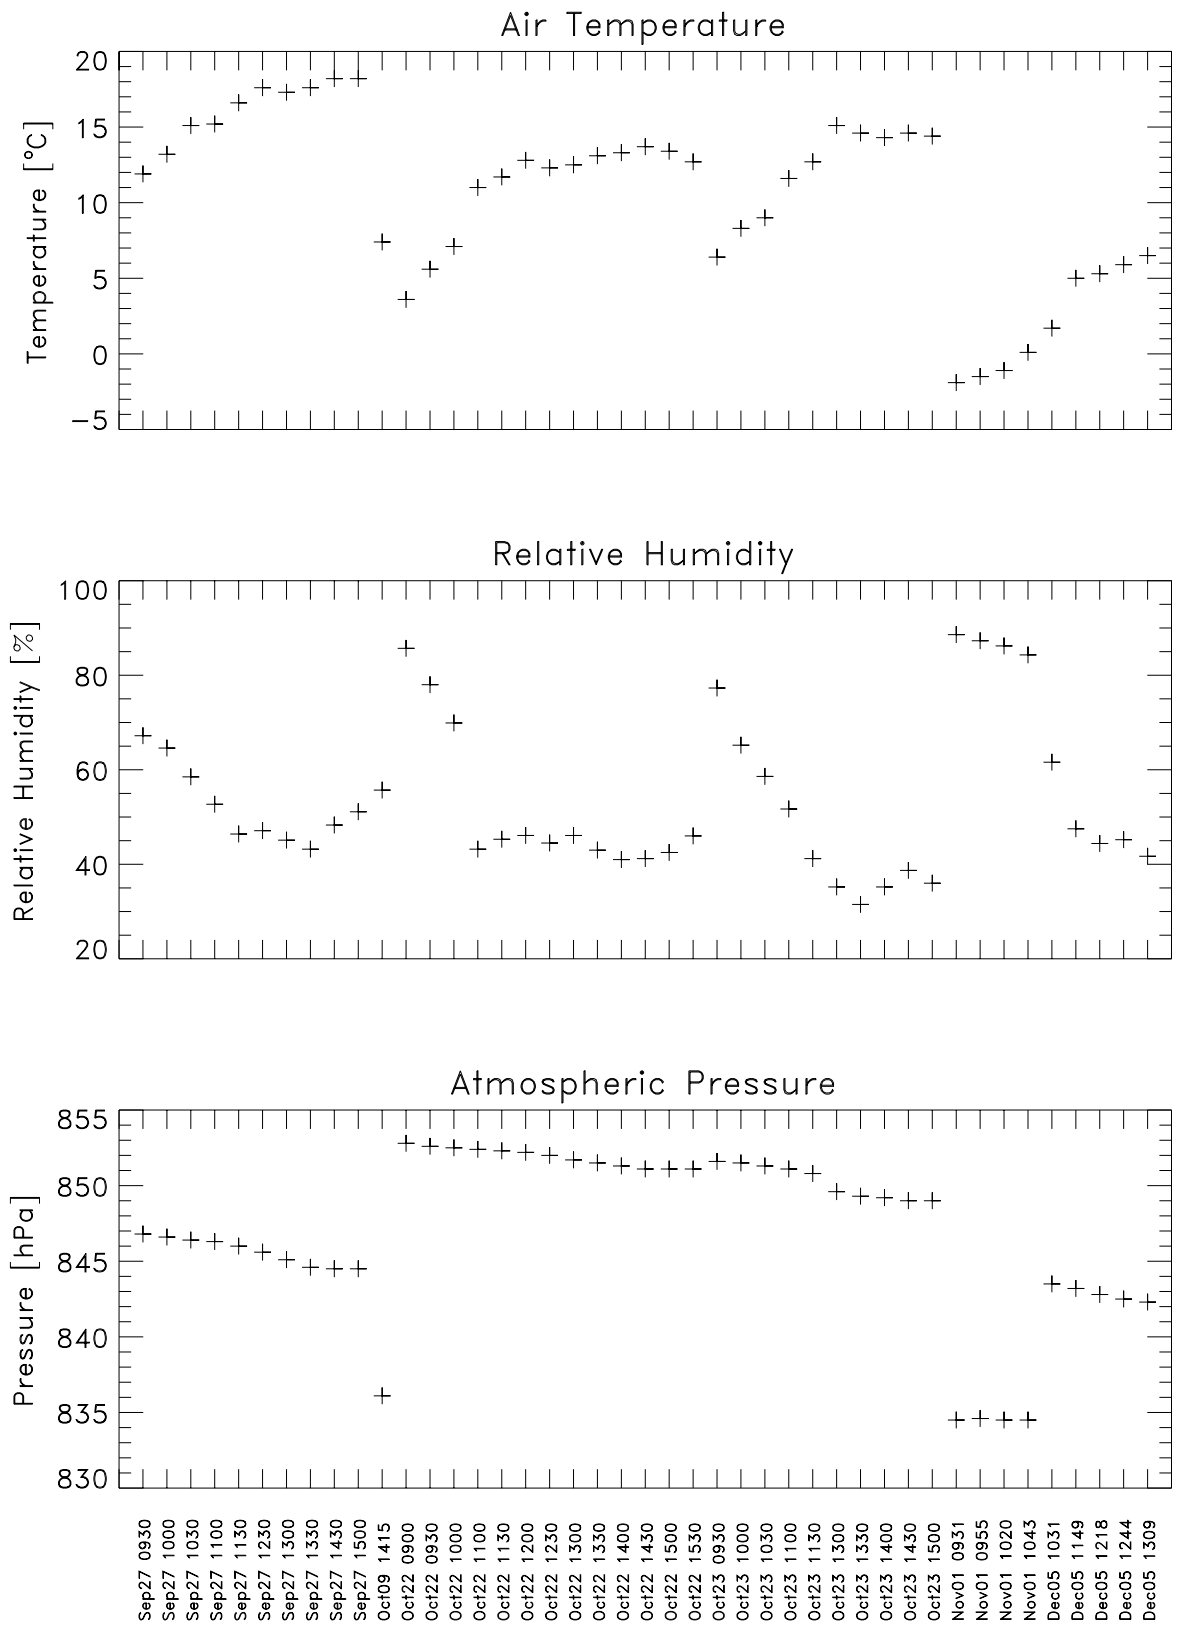 Air Temperature
Temperature [°C]
20
15
10
5
0
−5
Relative Humidity
Relative Humidity [%]
100
80
60
40
20
Atmospheric Pressure
Pressure [hPa]
855
850
845
840
835
830
Sep27 0930
Sep27 1000
Sep27 1030
Sep27 1100
Sep27 1130
Sep27 1230
Sep27 1300
Sep27 1330
Sep27 1430
Sep27 1500
Oct09 1415
Oct22 0900
Oct22 0930
Oct22 1000
Oct22 1100
Oct22 1130
Oct22 1200
Oct22 1230
Oct22 1300
Oct22 1330
Oct22 1400
Oct22 1430
Oct22 1500
Oct22 1530
Oct23 0930
Oct23 1000
Oct23 1030
Oct23 1100
Oct23 1130
Oct23 1300
Oct23 1330
Oct23 1400
Oct23 1430
Oct23 1500
Nov01 0931
Nov01 0955
Nov01 1020
Nov01 1043
Dec05 1031
Dec05 1149
Dec05 1218
Dec05 1244
Dec05 1309